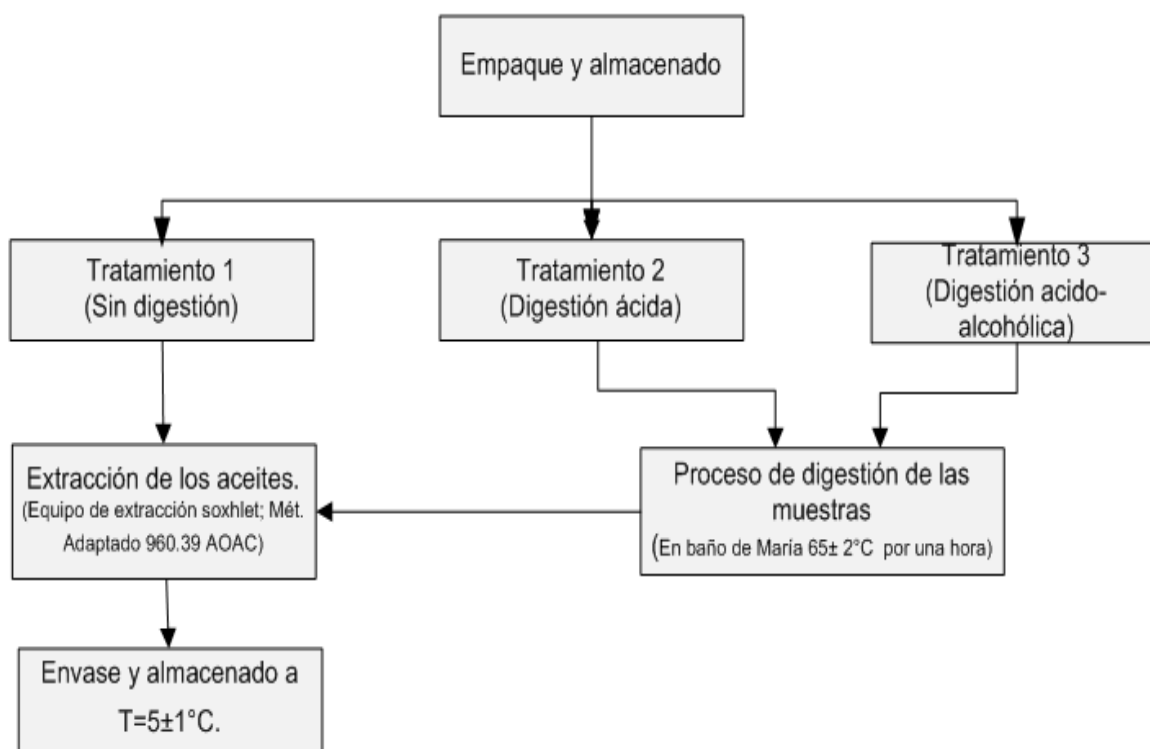 Empaque y almacenado
Tratamiento 1
(Sin digestión)
Tratamiento 2
(Digestión ácida)
Tratamiento 3
(Digestión acido-
alcohólica)
Extracción de los aceites.
(Equipo de extracción soxhlet; Mét.
Adaptado 960.39 AOAC)
Proceso de digestión de las
muestras
(En baño de María 65± 2°C por una hora)
Envase y almacenado a
T=5±1°C.